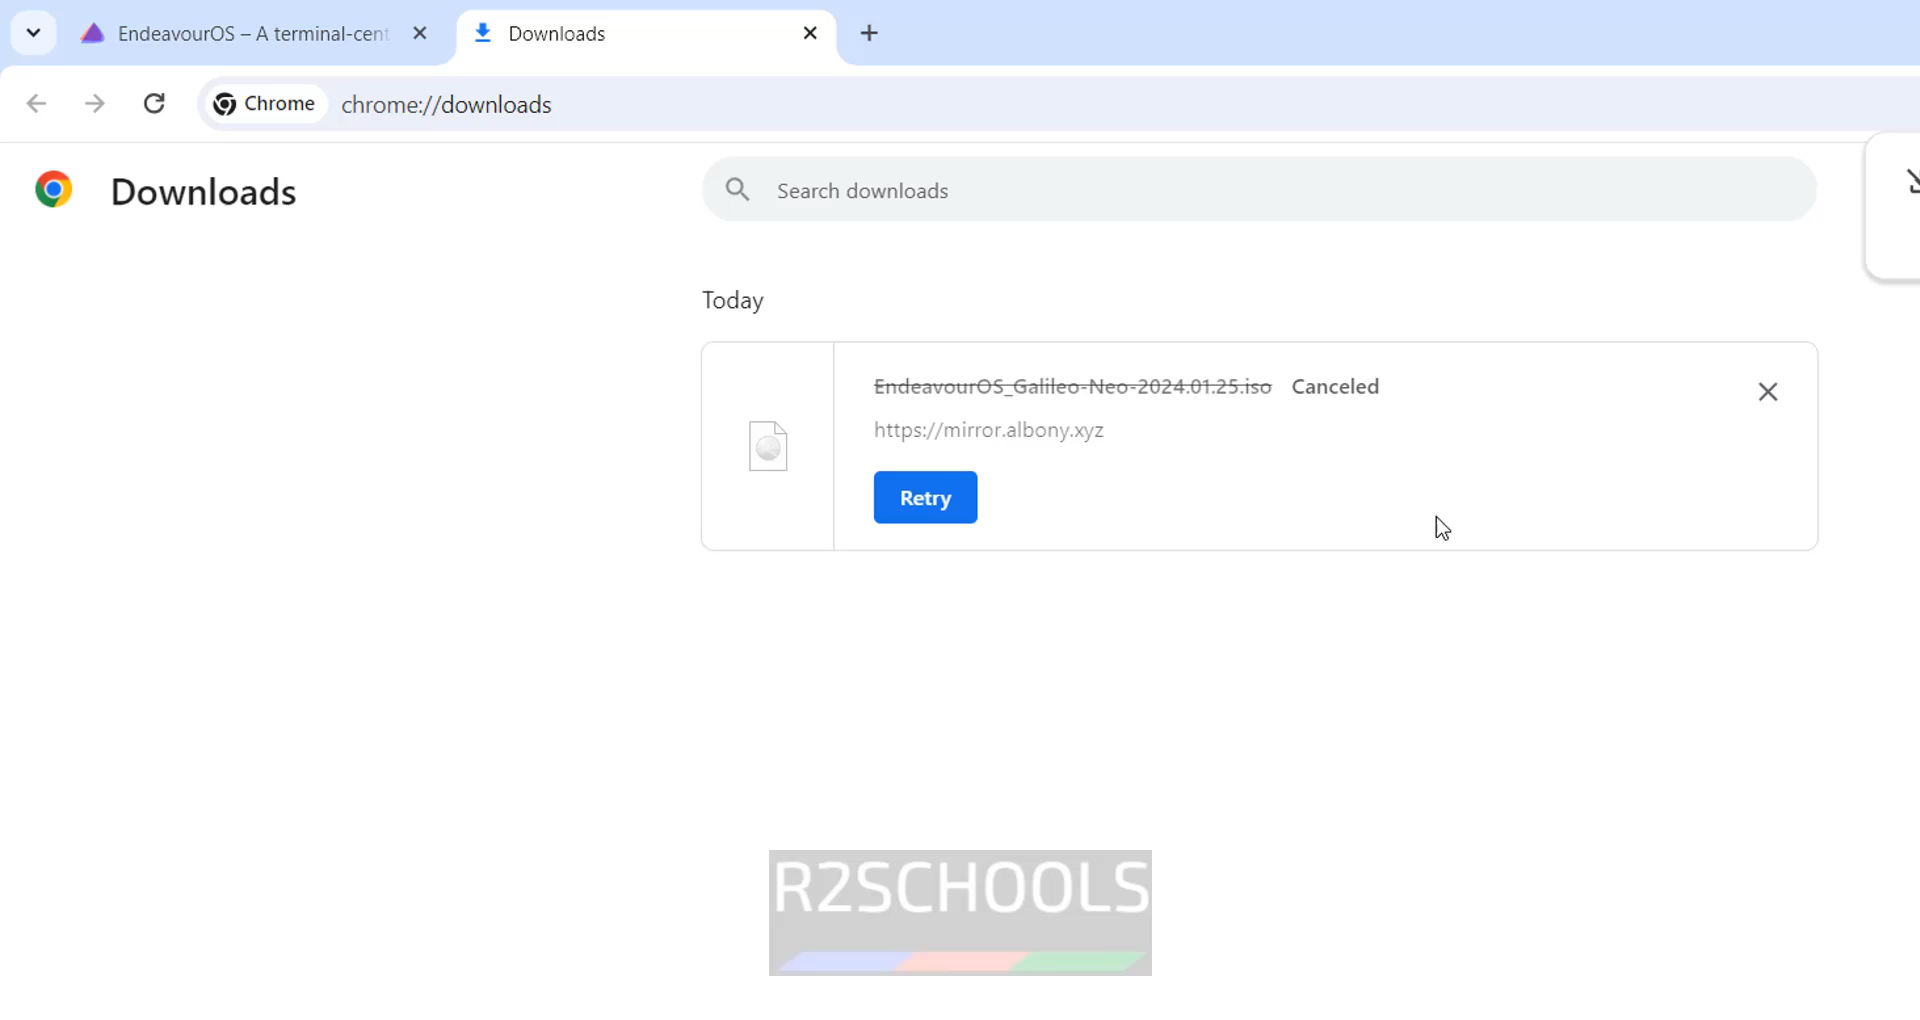 EndeavourOS – A terminal-cent
Downloads
Chrome
chrome://downloads
Downloads
Search downloads
Today
EndeavourOS_Galileo-Neo-2024.01.25.iso Canceled
https://mirror.albony.xyz
Retry
R2SCHOOLS